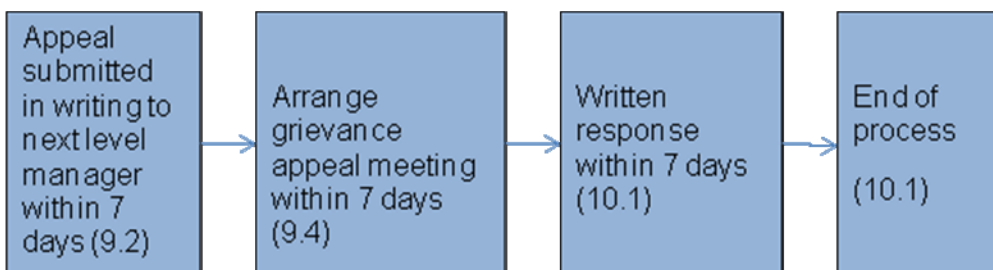 Appeal
submitted
in writing to
next level
manager
within 7
days (9.2)
Arrange
grievance
appeal meeting
within 7 days
(9.4)
Written
response
within 7 days
(10.1)
End of
process
(10.1)